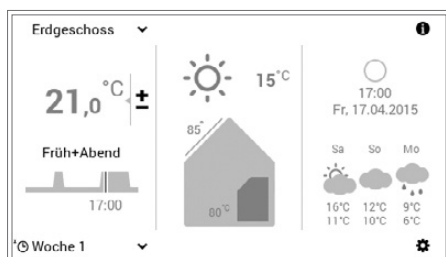 Erdgeschoss
21,0 °C ±
Früh+Abend
17:00
Woche 1
15°C
85°
80°C
17:00
Fr, 17.04.2015
Sa So Mo
16°C 12°C 9°C
11°C 10°C 6°C